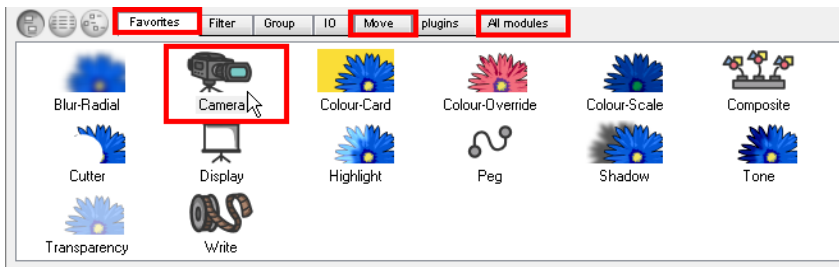 Favorites Filter Group IO Move plugins All modules
Blur-Radial Camera Colour-Card Colour-Override Colour-Scale Composite
Cutter Display Highlight Peg Shadow Tone
Transparency Write